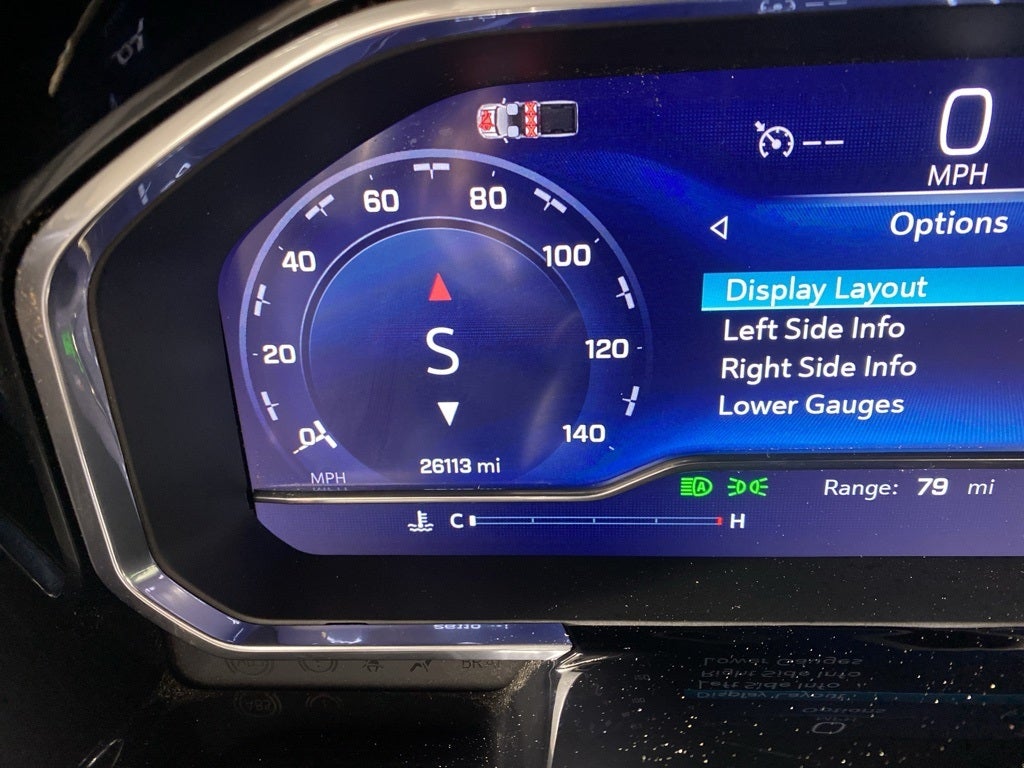 0
MPH
Options
60 80
40 100
Display Layout
Left Side Info
S
20 120
Right Side Info
Lower Gauges
0 140
26113 mi
MPH
A
Range: 79 mi
C H